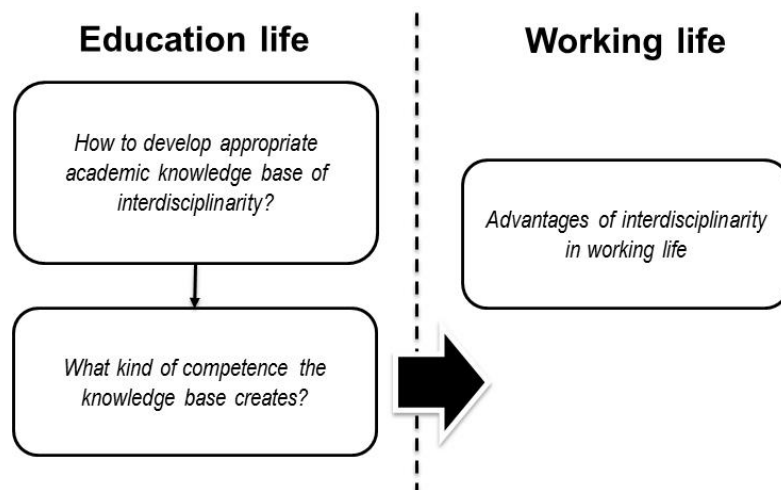 Education life
How to develop appropriate
academic knowledge base of
interdisciplinarity?
What kind of competence the
knowledge base creates?
Working life
Advantages of interdisciplinarity
in working life